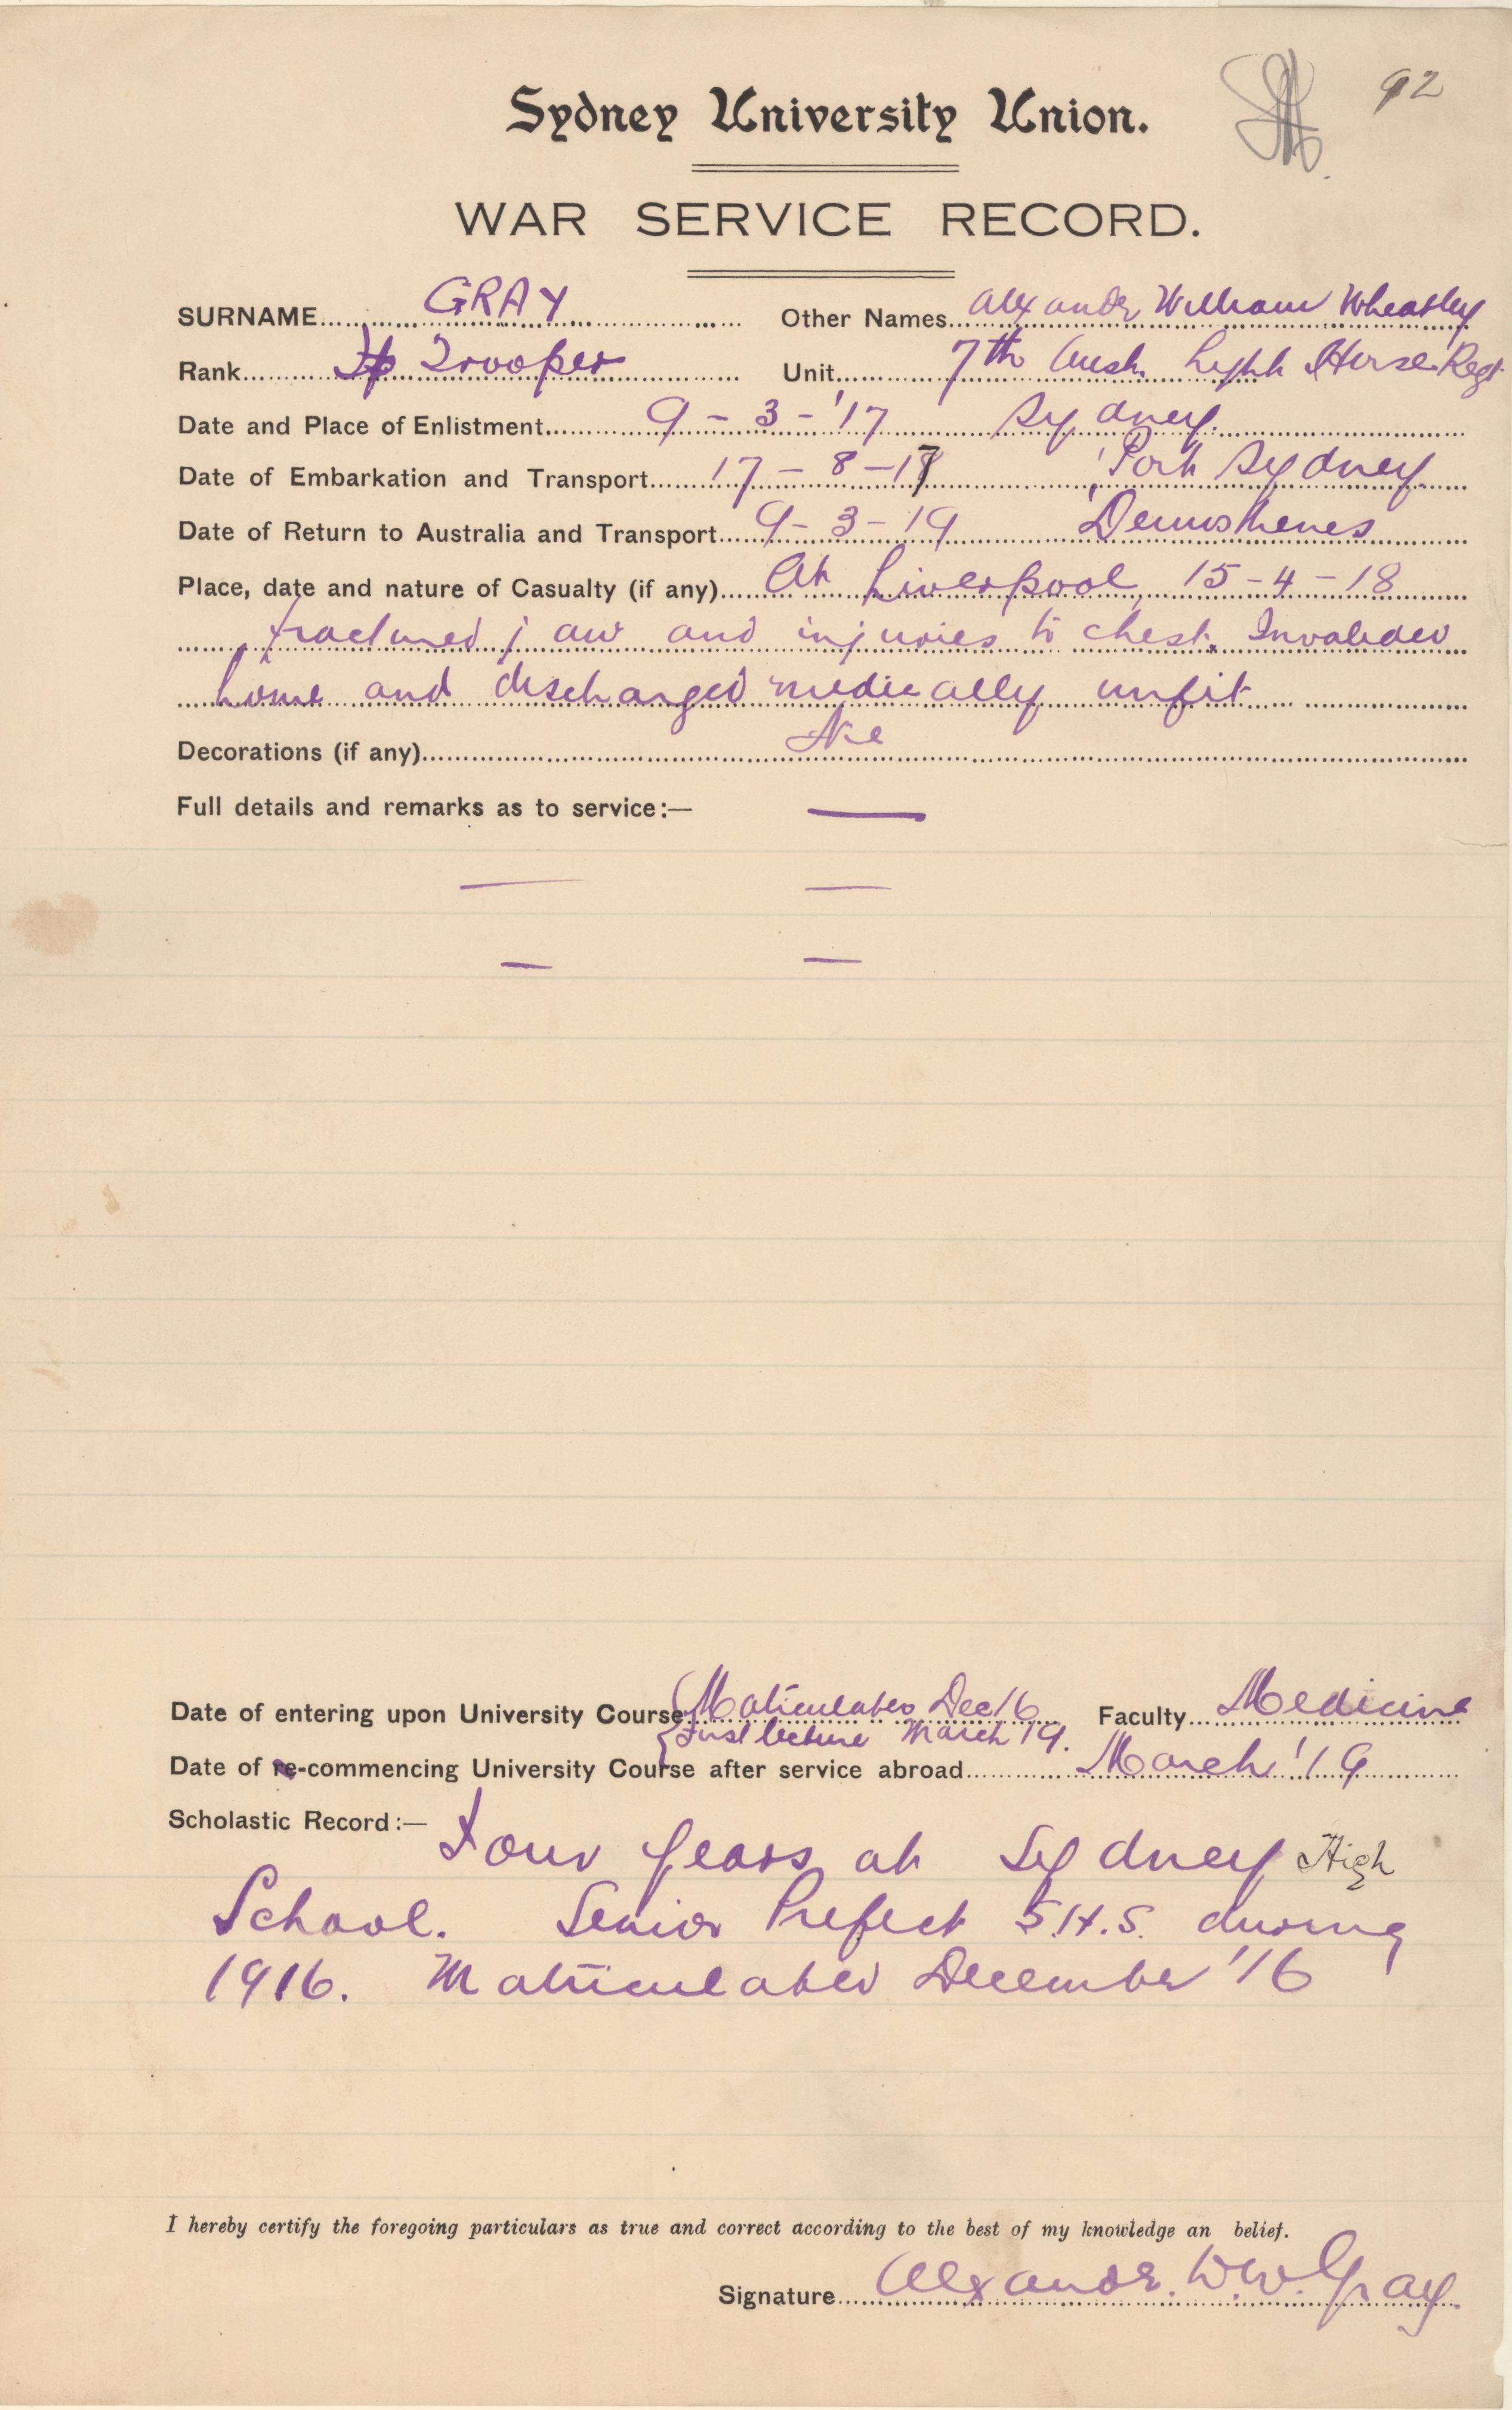 92
Sydney University Union.
WAR SERVICE RECORD.
SURNAME GRAY Other Names Alexander William Wheatley
Rank Trooper Unit 7th Aust. Light Horse Regt
Date and Place of Enlistment 9 - 3 - '17 Sydney.
Date of Embarkation and Transport 17 - 8 - 17 'Port Sydney
Date of Return to Australia and Transport 9 - 3 - 19 Demosthenes
Place, date and nature of Casualty (if any) At Liverpool, 15 - 4 - 18
fractured jaw and injuries to chest. Invalided
home and discharged medically unfit
Decorations (if any)
Full details and remarks as to service:— —
— —
— —
Date of entering upon University Course Matriculated Dec 16 Faculty Medicine
First lecture March 19.
Date of re-commencing University Course after service abroad March '19
Scholastic Record:— Four years at Sydney High
School. Senior Prefect S.H.S. during
1916. Matriculated December '16
I hereby certify the foregoing particulars as true and correct according to the best of my knowledge an belief.
Signature Alexander. W.W. Gray.